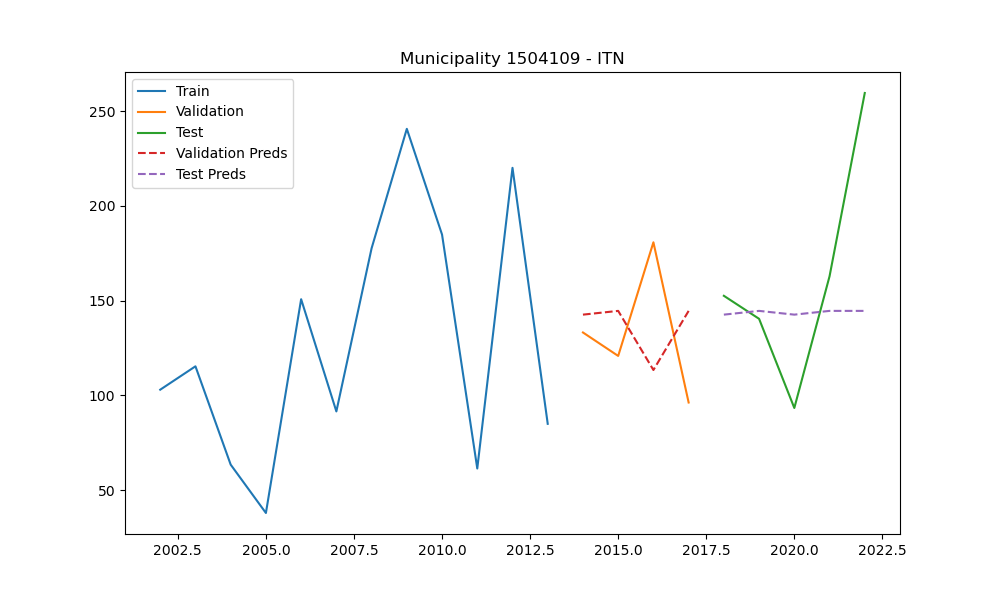 Municipality 1504109 - ITN
Train
Validation
Test
Validation Preds
Test Preds
250
200
150
100
50
2002.5 2005.0 2007.5 2010.0 2012.5 2015.0 2017.5 2020.0 2022.5